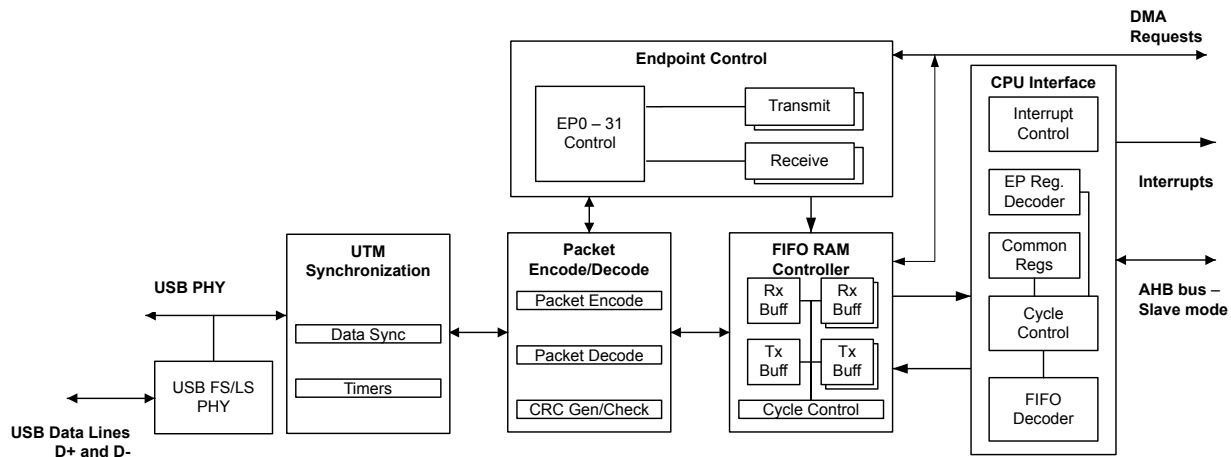 DMA
Requests
Endpoint Control
EP0 – 31
Control
Transmit
Receive
CPU Interface
Interrupt
Control
EP Reg.
Decoder
Common
Regs
Cycle
Control
FIFO
Decoder
Interrupts
AHB bus –
Slave mode
UTM
Synchronization
Data Sync
Timers
Packet
Encode/Decode
Packet Encode
Packet Decode
CRC Gen/Check
FIFO RAM
Controller
Rx
Buff
Rx
Buff
Tx
Buff
Tx
Buff
Cycle Control
USB PHY
USB FS/LS
PHY
USB Data Lines
D+ and D-